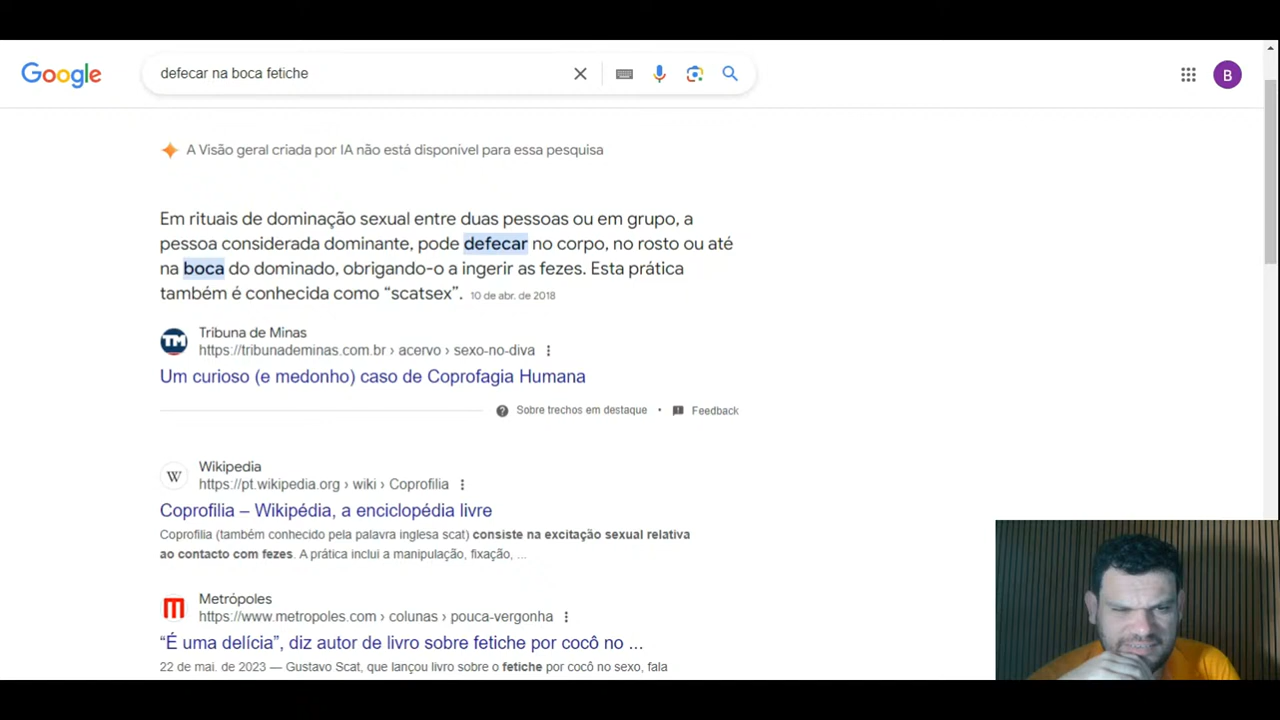 Google
defecar na boca fetiche
B
A Visão geral criada por IA não está disponível para essa pesquisa
Em rituais de dominação sexual entre duas pessoas ou em grupo, a
pessoa considerada dominante, pode defecar no corpo, no rosto ou até
na boca do dominado, obrigando-o a ingerir as fezes. Esta prática
também é conhecida como “scatsex”. 10 de abr. de 2018
TM
Tribuna de Minas
https://tribunademinas.com.br › acervo › sexo-no-diva
Um curioso (e medonho) caso de Coprofagia Humana
Sobre trechos em destaque • Feedback
W
Wikipedia
https://pt.wikipedia.org › wiki › Coprofilia
Coprofilia – Wikipédia, a enciclopédia livre
Coprofilia (também conhecido pela palavra inglesa scat) consiste na excitação sexual relativa
ao contacto com fezes. A prática inclui a manipulação, fixação, ...
m
Metrópoles
https://www.metropoles.com › colunas › pouca-vergonha
“É uma delícia”, diz autor de livro sobre fetiche por cocô no ...
22 de mai. de 2023 — Gustavo Scat, que lançou livro sobre o fetiche por cocô no sexo, fala